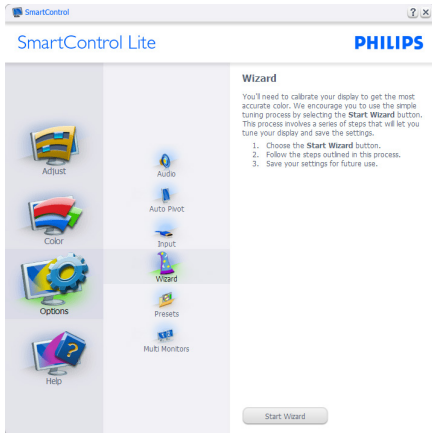 SmartControl
SmartControl Lite
PHILIPS
Adjust
Color
Options
Help
Audio
Auto Pivot
Input
Wizard
Presets
Multi Monitors
Wizard
You'll need to calibrate your display to get the most
accurate color. We encourage you to use the simple
tuning process by selecting the Start Wizard button.
This process involves a series of steps that will let you
tune your display and save the settings.
1. Choose the Start Wizard button.
2. Follow the steps outlined in this process.
3. Save your settings for future use.
Start Wizard